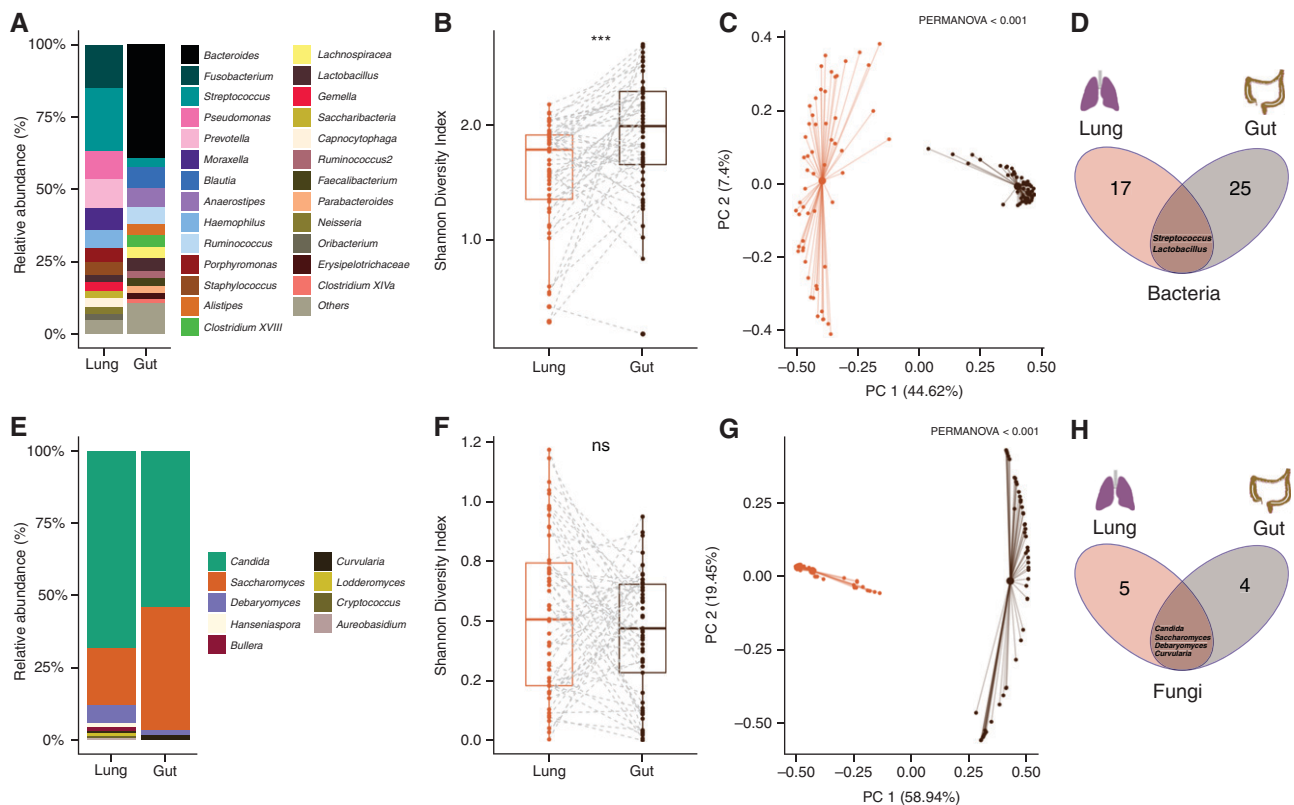 A
Relative abundance (%)
100%
75%
50%
25%
0%
Lung
Gut
Bacteroides
Fusobacterium
Streptococcus
Pseudomonas
Prevotella
Moraxella
Blautia
Anaerostipes
Haemophilus
Ruminococcus
Porphyromonas
Staphylococcus
Alistipes
Clostridium XVIII
Lachnospiracea
Lactobacillus
Gemella
Saccharibacteria
Capnocytophaga
Ruminococcus2
Faecalibacterium
Parabacteroides
Neisseria
Oribacterium
Erysipelotrichaceae
Clostridium XIVa
Others
B
Shannon Diversity Index
***
2.0
1.0
Lung
Gut
C
PERMANOVA < 0.001
PC 2 (7.4%)
0.4
0.2
0.0
−0.2
−0.4
−0.50
−0.25
0.00
0.25
0.50
PC 1 (44.62%)
D
Lung
Gut
17
25
Streptococcus
Lactobacillus
Bacteria
E
Relative abundance (%)
100%
75%
50%
25%
0%
Lung
Gut
Candida
Saccharomyces
Debaryomyces
Hanseniaspora
Bullera
Curvularia
Lodderomyces
Cryptococcus
Aureobasidium
F
Shannon Diversity Index
ns
1.2
1.0
0.8
0.5
0.2
0.0
Lung
Gut
G
PERMANOVA < 0.001
PC 2 (19.45%)
0.25
0.00
−0.25
−0.50
−0.50
−0.25
0.00
0.25
0.50
PC 1 (58.94%)
H
Lung
Gut
5
4
Candida
Saccharomyces
Debaryomyces
Curvularia
Fungi